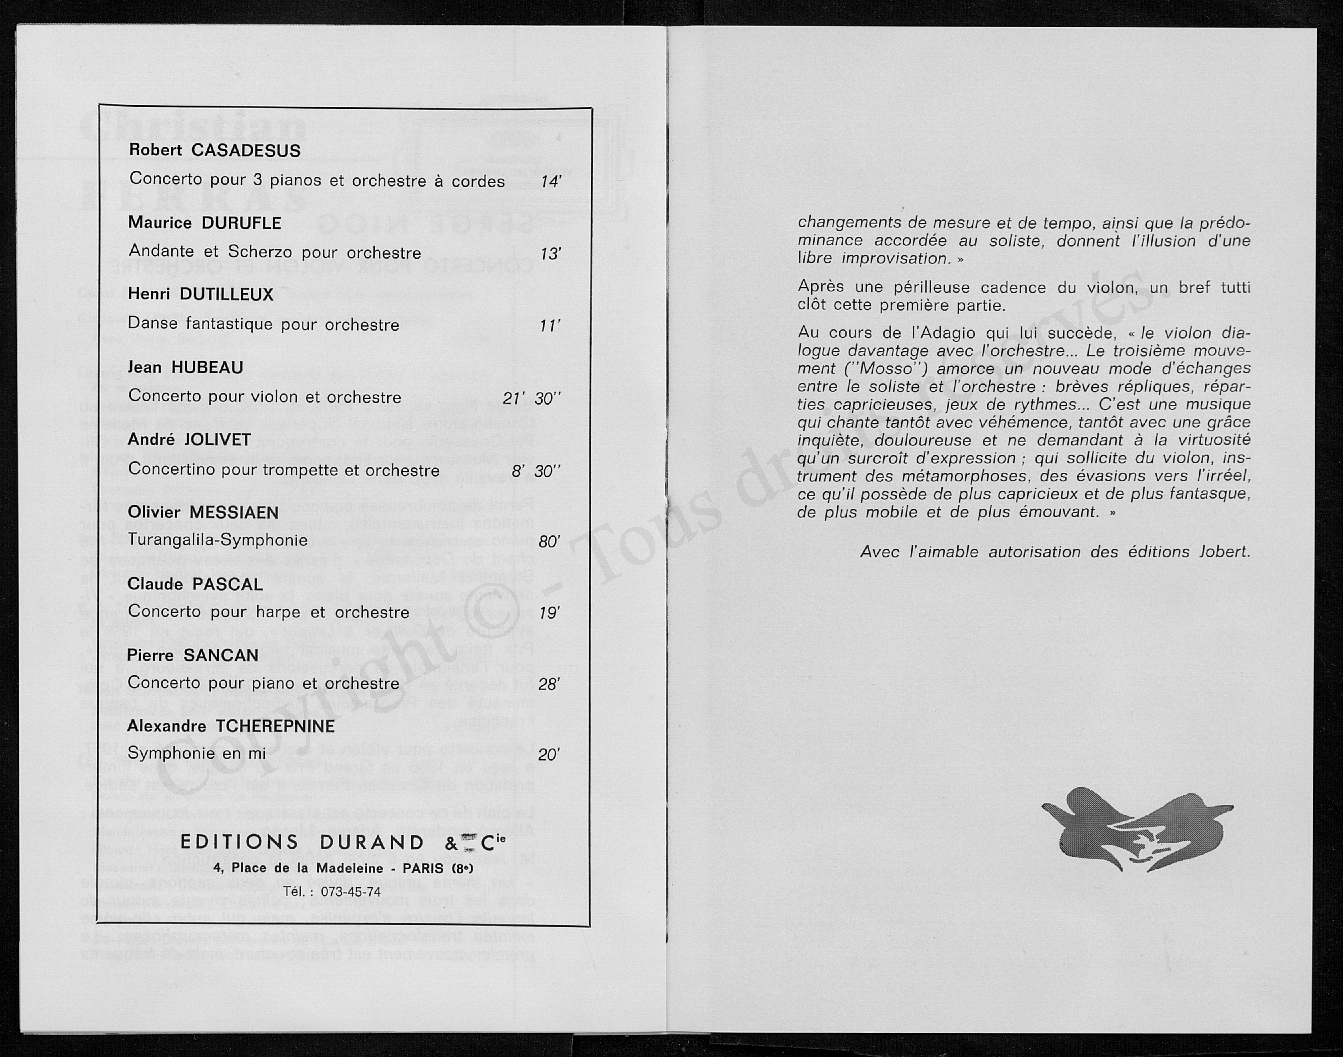 Robert CASADESUS
Concerto pour 3 pianos et orchestre à cordes 14'
Maurice DURUFLE
Andante et Scherzo pour orchestre 13'
Henri DUTILLEUX
Danse fantastique pour orchestre 11'
Jean HUBEAU
Concerto pour violon et orchestre 21' 30''
André JOLIVET
Concertino pour trompette et orchestre 8' 30''
Olivier MESSIAEN
Turangalila-Symphonie 80'
Claude PASCAL
Concerto pour harpe et orchestre 19'
Pierre SANCAN
Concerto pour piano et orchestre 28'
Alexandre TCHEREPNINE
Symphonie en mi 20'
EDITIONS DURAND & Cie
4, Place de la Madeleine - PARIS (8e)
Tél. : 073-45-74
changements de mesure et de tempo, ainsi que la prédo-
minance accordée au soliste, donnent l'illusion d'une
libre improvisation. »
Après une périlleuse cadence du violon, un bref tutti
clôt cette première partie.
Au cours de l'Adagio qui lui succède, « le violon dia-
logue davantage avec l'orchestre... Le troisième mouve-
ment (''Mosso'') amorce un nouveau mode d'échanges
entre le soliste et l'orchestre : brèves répliques, répar-
ties capricieuses, jeux de rythmes... C'est une musique
qui chante tantôt avec véhémence, tantôt avec une grâce
inquiète, douloureuse et ne demandant à la virtuosité
qu'un surcroît d'expression ; qui sollicite du violon, ins-
trument des métamorphoses, des évasions vers l'irréel,
ce qu'il possède de plus capricieux et de plus fantasque,
de plus mobile et de plus émouvant. »
Avec l'aimable autorisation des éditions Jobert.
Copyright © - Tous droits réservés.